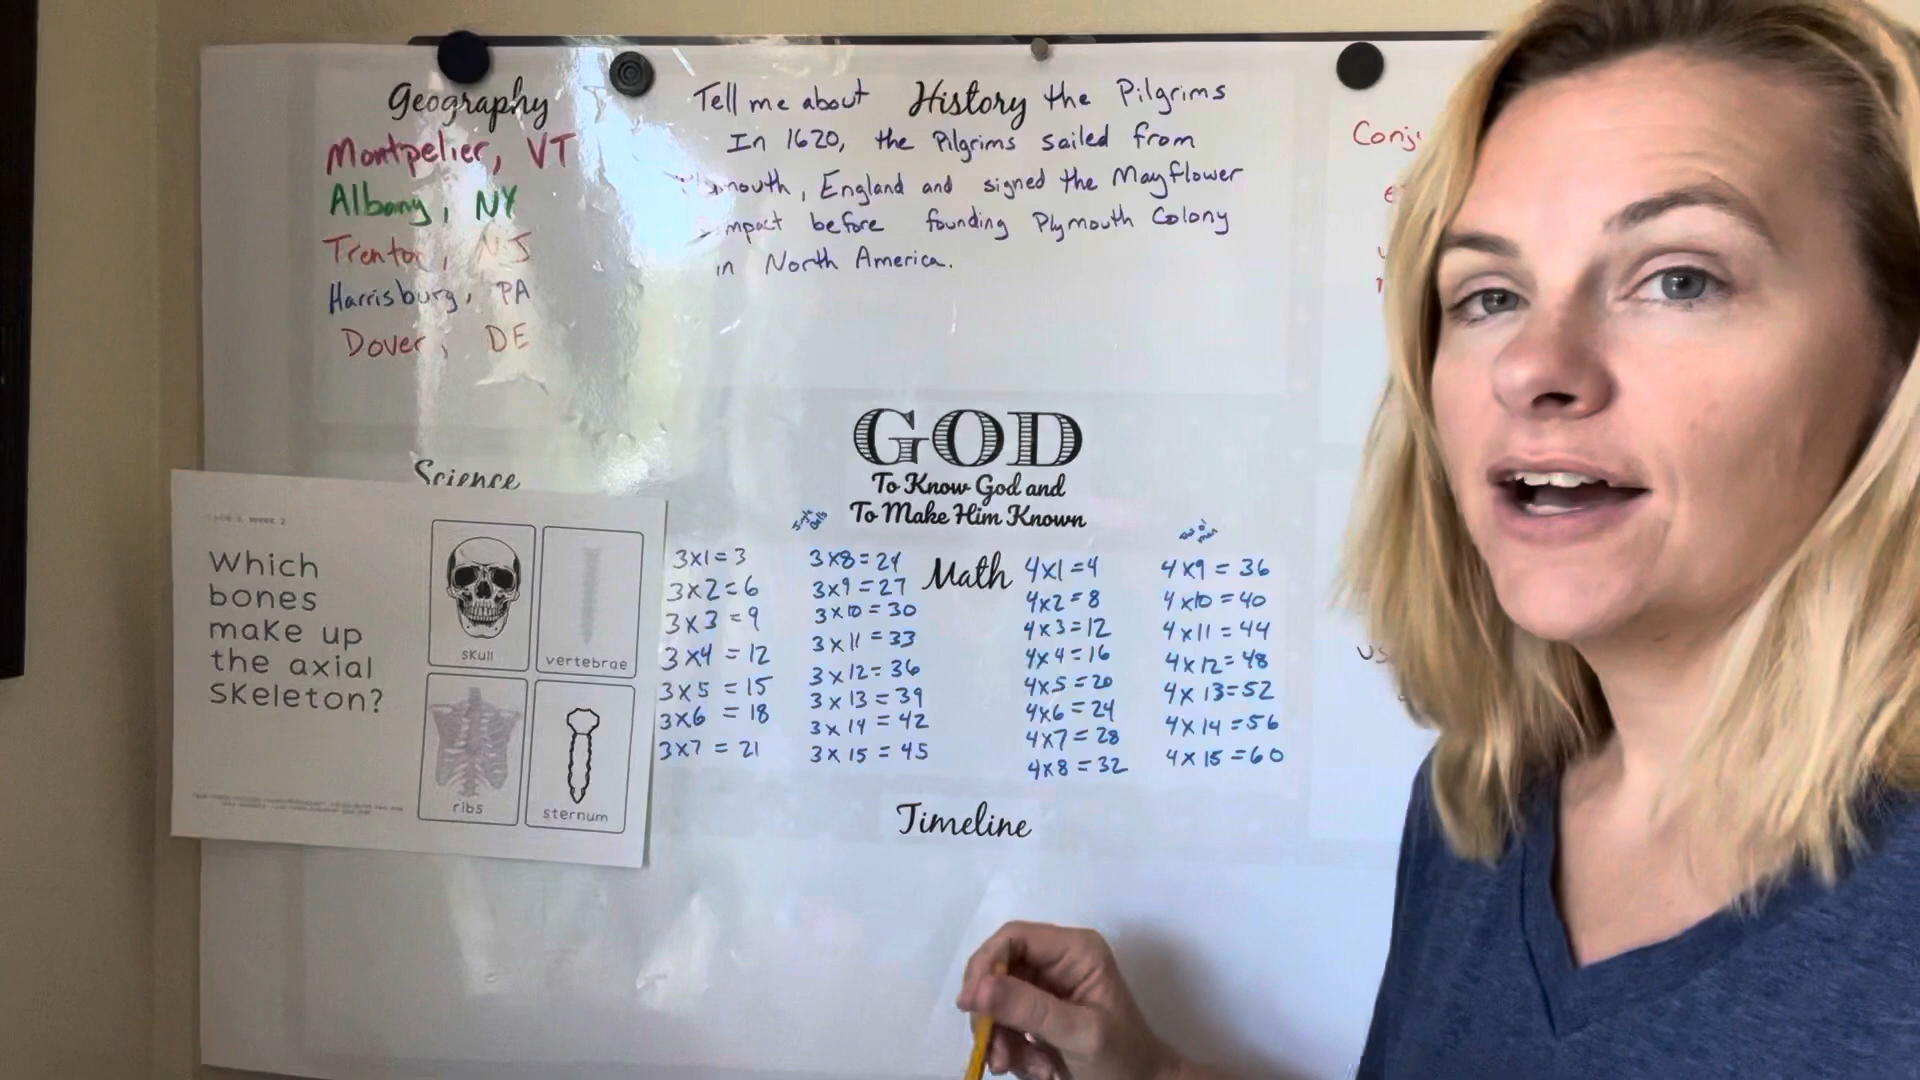 Geography
Montpelier, VT
Albany, NY
Trenton, NJ
Harrisburg, PA
Dover, DE
Tell me about History the Pilgrims
In 1620, the Pilgrims sailed from
mouth, England and signed the Mayflower
mpact before founding Plymouth Colony
in North America.
Conj
Science
Which
bones
make up
the axial
skeleton?
skull
vertebrae
ribs
sternum
GOD
To Know God and
To Make Him Known
Math
3x1=3
3x2=6
3x3=9
3x4=12
3x5=15
3x6=18
3x7=21
3x8=24
3x9=27
3x10=30
3x11=33
3x12=36
3x13=39
3x14=42
3x15=45
4x1=4
4x2=8
4x3=12
4x4=16
4x5=20
4x6=24
4x7=28
4x8=32
4x9=36
4x10=40
4x11=44
4x12=48
4x13=52
4x14=56
4x15=60
us
Timeline